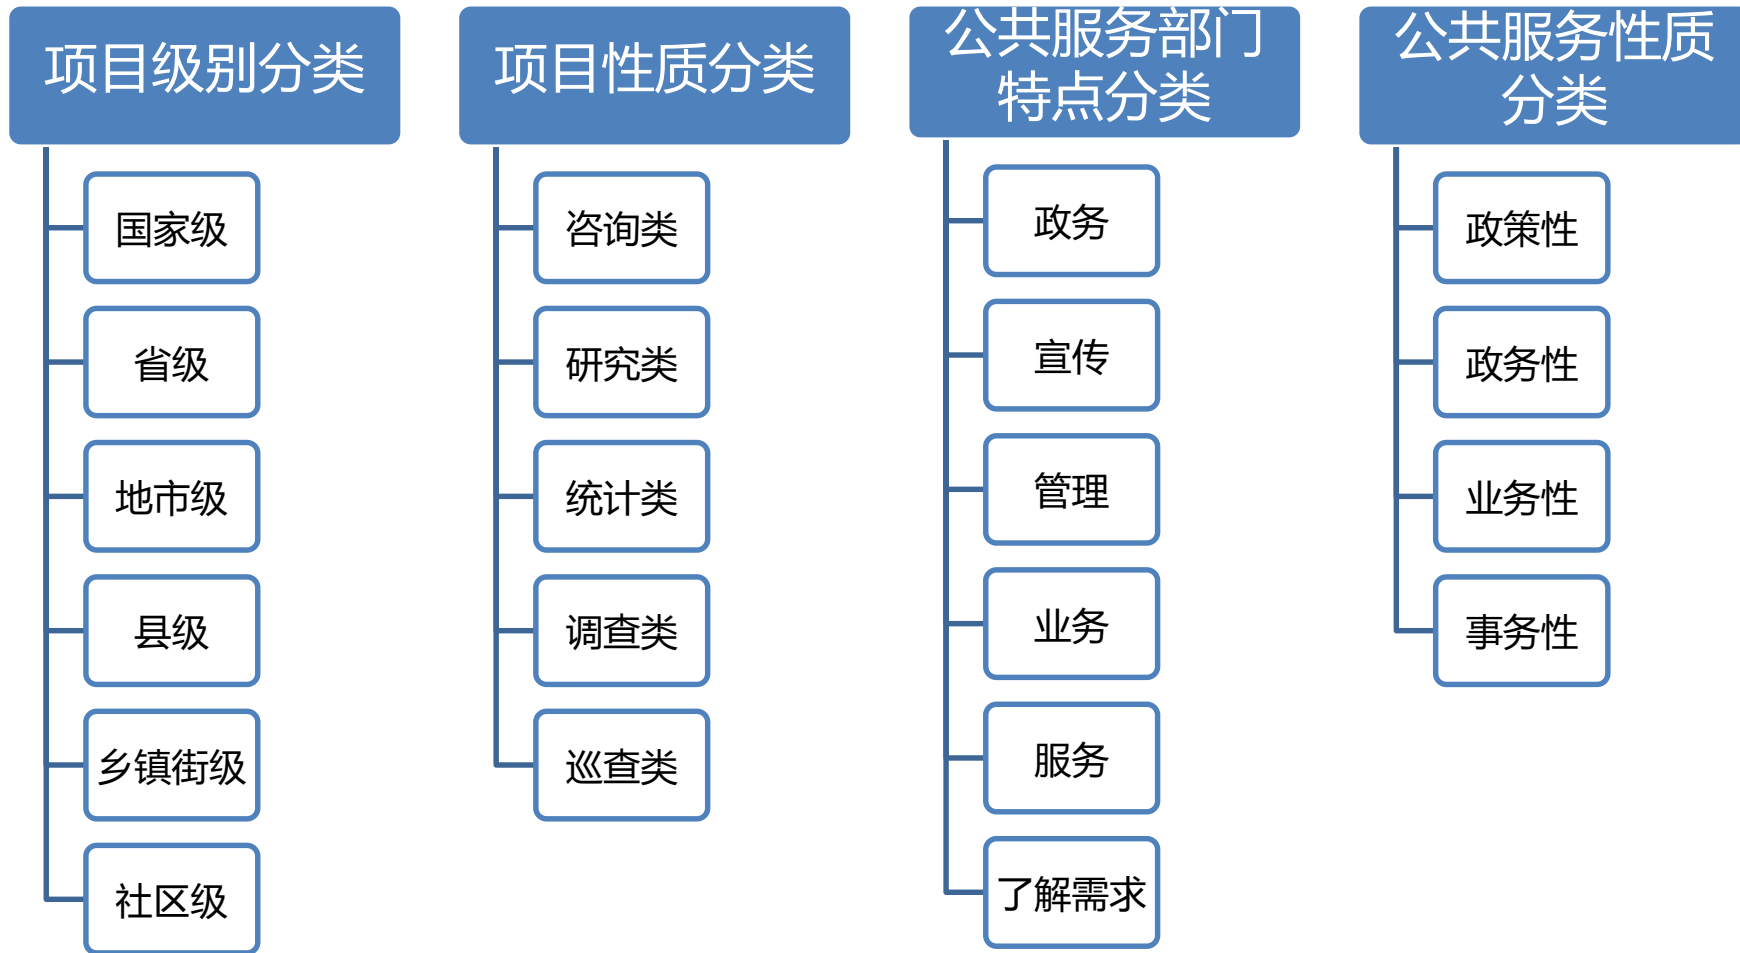 项目级别分类
国家级
省级
地市级
县级
乡镇街级
社区级
项目性质分类
咨询类
研究类
统计类
调查类
巡查类
公共服务部门
特点分类
政务
宣传
管理
业务
服务
了解需求
公共服务性质
分类
政策性
政务性
业务性
事务性